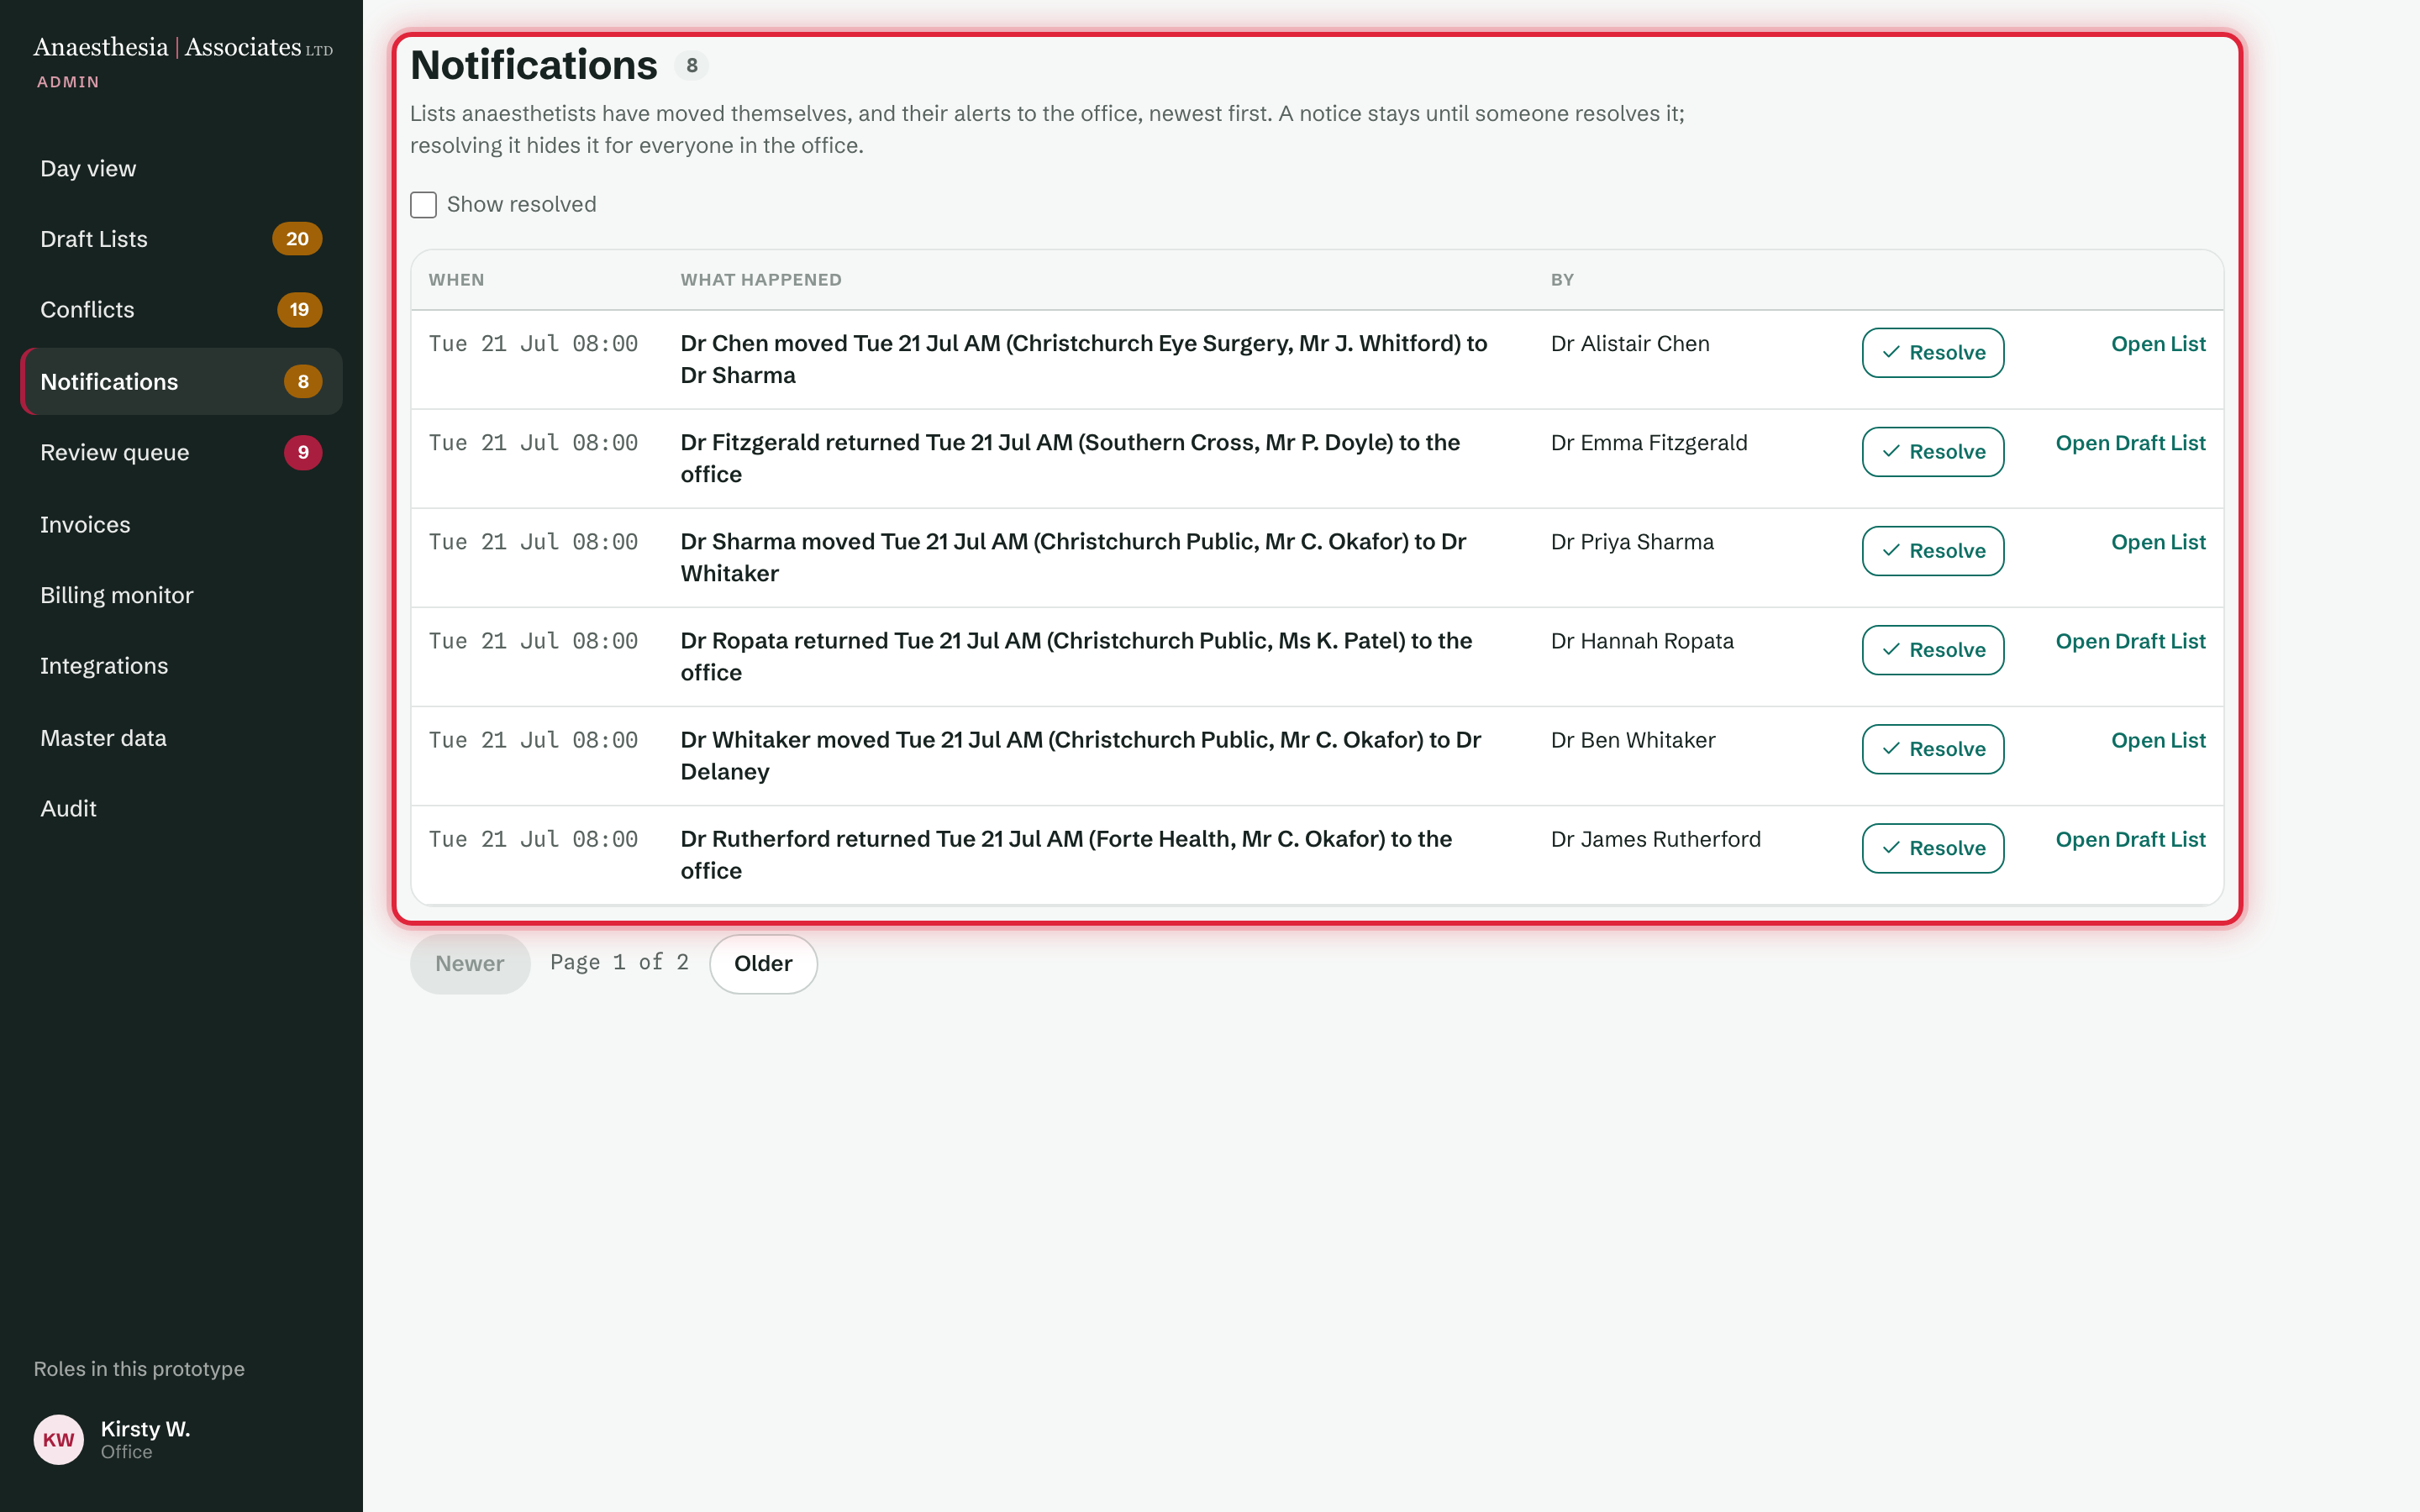 Anaesthesia | Associates LTD
ADMIN
Day view
Draft Lists 20
Conflicts 19
Notifications 8
Review queue 9
Invoices
Billing monitor
Integrations
Master data
Audit
Roles in this prototype
KW Kirsty W.
Office
Notifications 8
Lists anaesthetists have moved themselves, and their alerts to the office, newest first. A notice stays until someone resolves it;
resolving it hides it for everyone in the office.
Show resolved
WHEN WHAT HAPPENED BY
Tue 21 Jul 08:00 Dr Chen moved Tue 21 Jul AM (Christchurch Eye Surgery, Mr J. Whitford) to Dr Alistair Chen Resolve Open List
Dr Sharma
Tue 21 Jul 08:00 Dr Fitzgerald returned Tue 21 Jul AM (Southern Cross, Mr P. Doyle) to the Dr Emma Fitzgerald Resolve Open Draft List
office
Tue 21 Jul 08:00 Dr Sharma moved Tue 21 Jul AM (Christchurch Public, Mr C. Okafor) to Dr Dr Priya Sharma Resolve Open List
Whitaker
Tue 21 Jul 08:00 Dr Ropata returned Tue 21 Jul AM (Christchurch Public, Ms K. Patel) to the Dr Hannah Ropata Resolve Open Draft List
office
Tue 21 Jul 08:00 Dr Whitaker moved Tue 21 Jul AM (Christchurch Public, Mr C. Okafor) to Dr Dr Ben Whitaker Resolve Open List
Delaney
Tue 21 Jul 08:00 Dr Rutherford returned Tue 21 Jul AM (Forte Health, Mr C. Okafor) to the Dr James Rutherford Resolve Open Draft List
office
Newer Page 1 of 2 Older